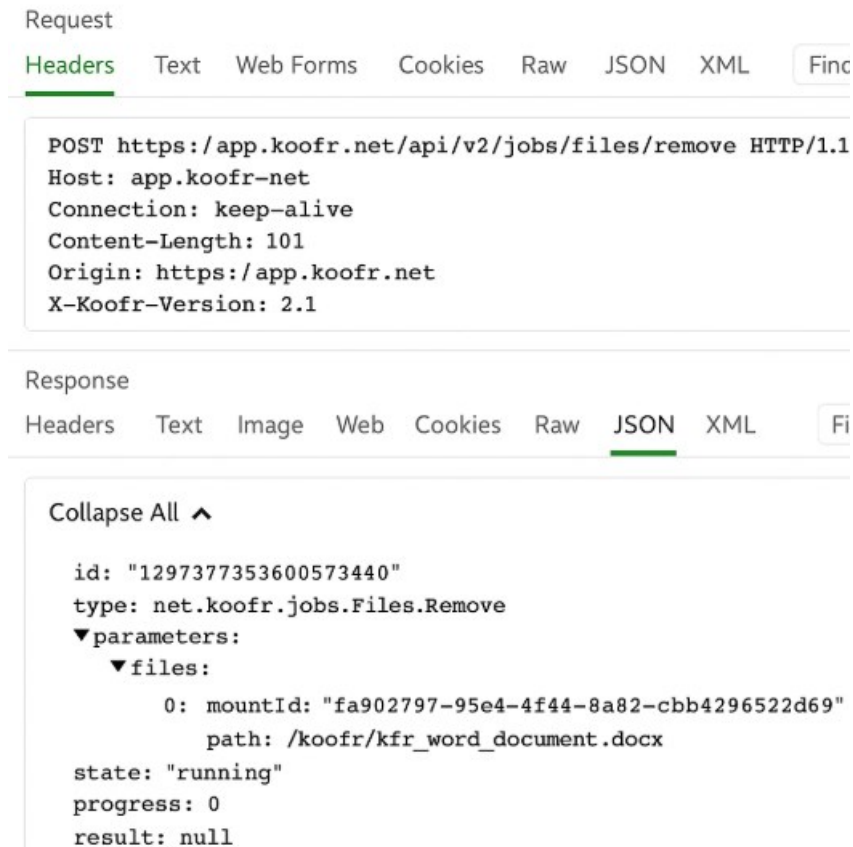 Request
Headers Text Web Forms Cookies Raw JSON XML
POST https:/app.koofr.net/api/v2/jobs/files/remove HTTP/1.1
Host: app.koofr-net
Connection: keep-alive
Content-Length: 101
Origin: https:/app.koofr.net
X-Koofr-Version: 2.1
Response
Headers Text Image Web Cookies Raw JSON XML
Collapse All
id: "1297377353600573440"
type: net.koofr.jobs.Files.Remove
parameters:
files:
0: mountId: "fa902797-95e4-4f44-8a82-cbb4296522d69"
path: /koofr/kfr_word_document.docx
state: "running"
progress: 0
result: null